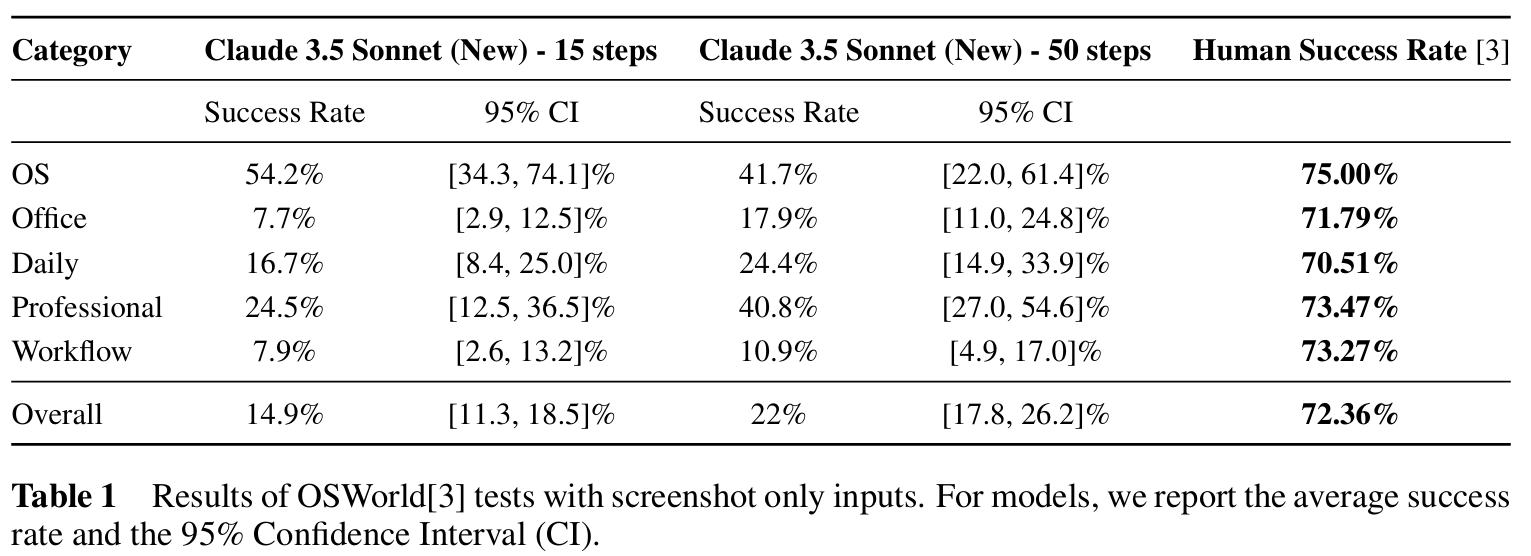 Category Claude 3.5 Sonnet (New) - 15 steps Claude 3.5 Sonnet (New) - 50 steps Human Success Rate [3]
Success Rate 95% CI Success Rate 95% CI
OS 54.2% [34.3, 74.1]% 41.7% [22.0, 61.4]% 75.00%
Office 7.7% [2.9, 12.5]% 17.9% [11.0, 24.8]% 71.79%
Daily 16.7% [8.4, 25.0]% 24.4% [14.9, 33.9]% 70.51%
Professional 24.5% [12.5, 36.5]% 40.8% [27.0, 54.6]% 73.47%
Workflow 7.9% [2.6, 13.2]% 10.9% [4.9, 17.0]% 73.27%
Overall 14.9% [11.3, 18.5]% 22% [17.8, 26.2]% 72.36%
Table 1 Results of OSWorld[3] tests with screenshot only inputs. For models, we report the average success
rate and the 95% Confidence Interval (CI).